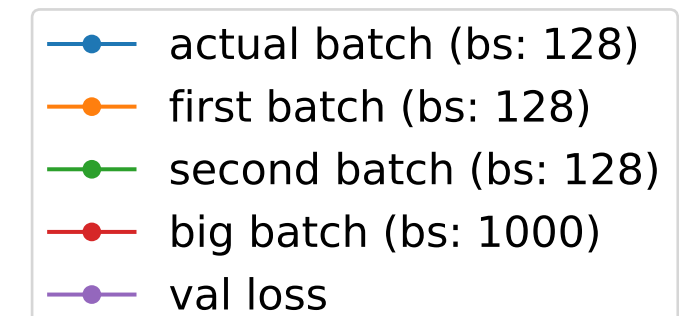 actual batch (bs: 128)
first batch (bs: 128)
second batch (bs: 128)
big batch (bs: 1000)
val loss